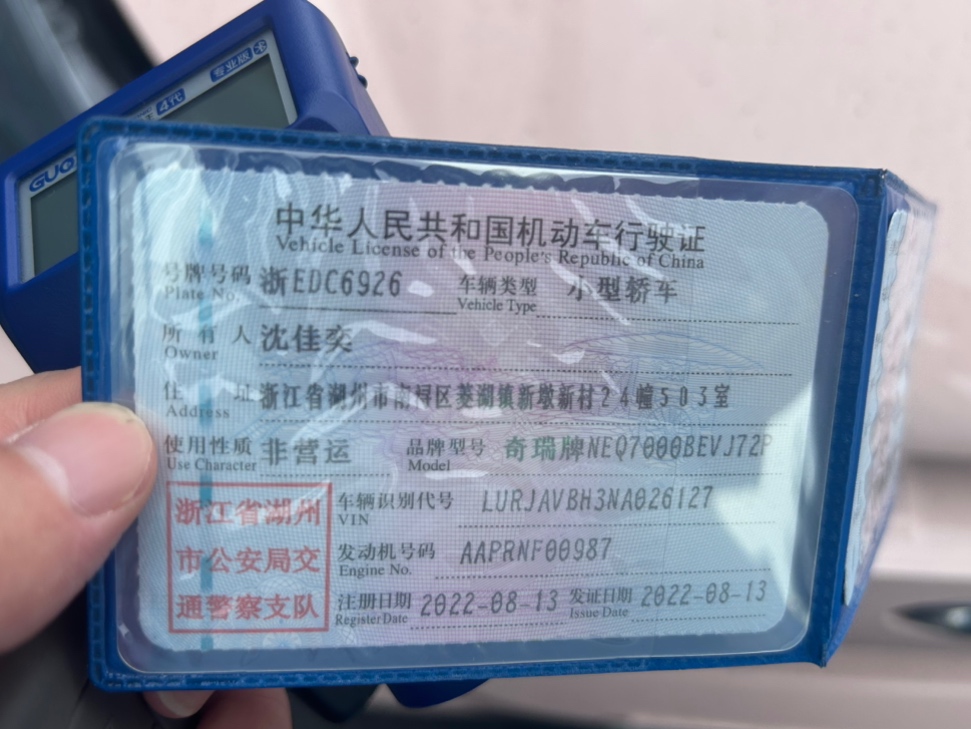 专业版
4代
GUO
中华人民共和国机动车行驶证
Vehicle License of the People's Republic of China
号牌号码 浙EDC6926 车辆类型 小型轿车
Plate No. Vehicle Type
所有人 沈佳奕
Owner
住址 浙江省湖州市南浔区菱湖镇新墩新村24幢503室
Address
使用性质 非营运 品牌型号 奇瑞牌NEQ7000BEVJ72P
Use Character Model
浙江省湖州
市公安局交
通警察支队
车辆识别代号 LURJAVBH3NA026127
VIN
发动机号码 AAPRNF00987
Engine No.
注册日期 2022-08-13 发证日期 2022-08-13
Register Date Issue Date